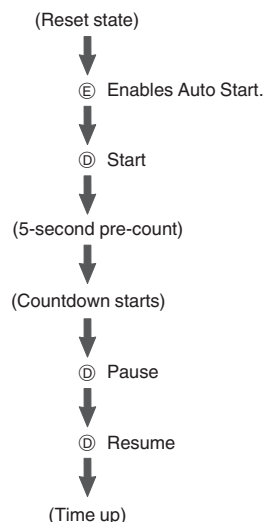 (Reset state)
Ⓔ Enables Auto Start.
Ⓓ Start
(5-second pre-count)
(Countdown starts)
Ⓓ Pause
Ⓓ Resume
(Time up)